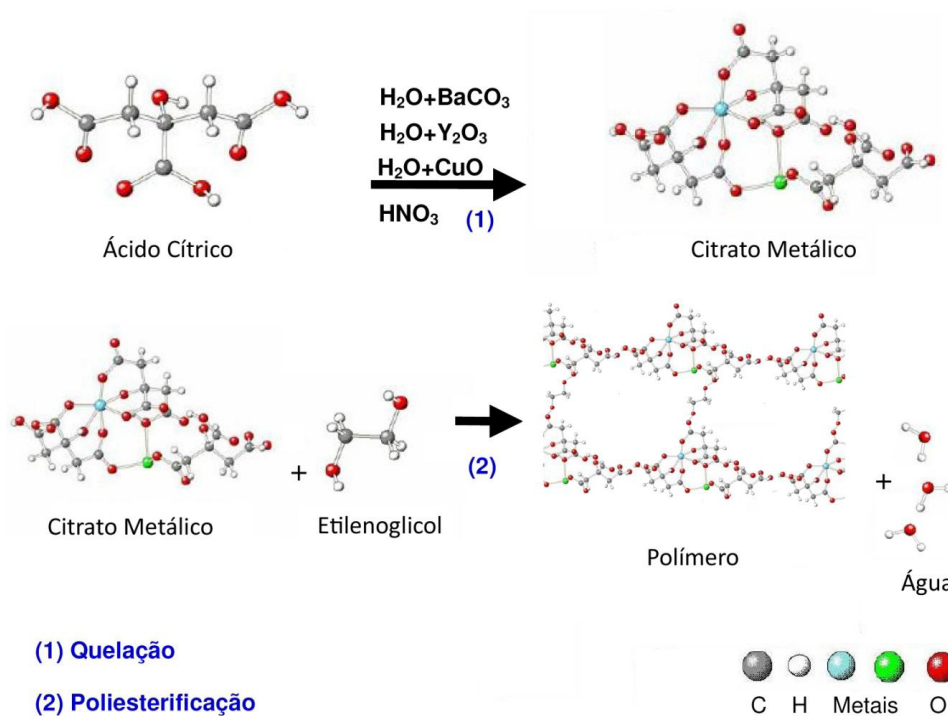 H₂O+BaCO₃
H₂O+Y₂O₃
H₂O+CuO
HNO₃ (1)
Ácido Cítrico
Citrato Metálico
+
(2)
+
Citrato Metálico
Etilenoglicol
Polímero
Água
(1) Quelação
(2) Poliesterificação
C H Metais O